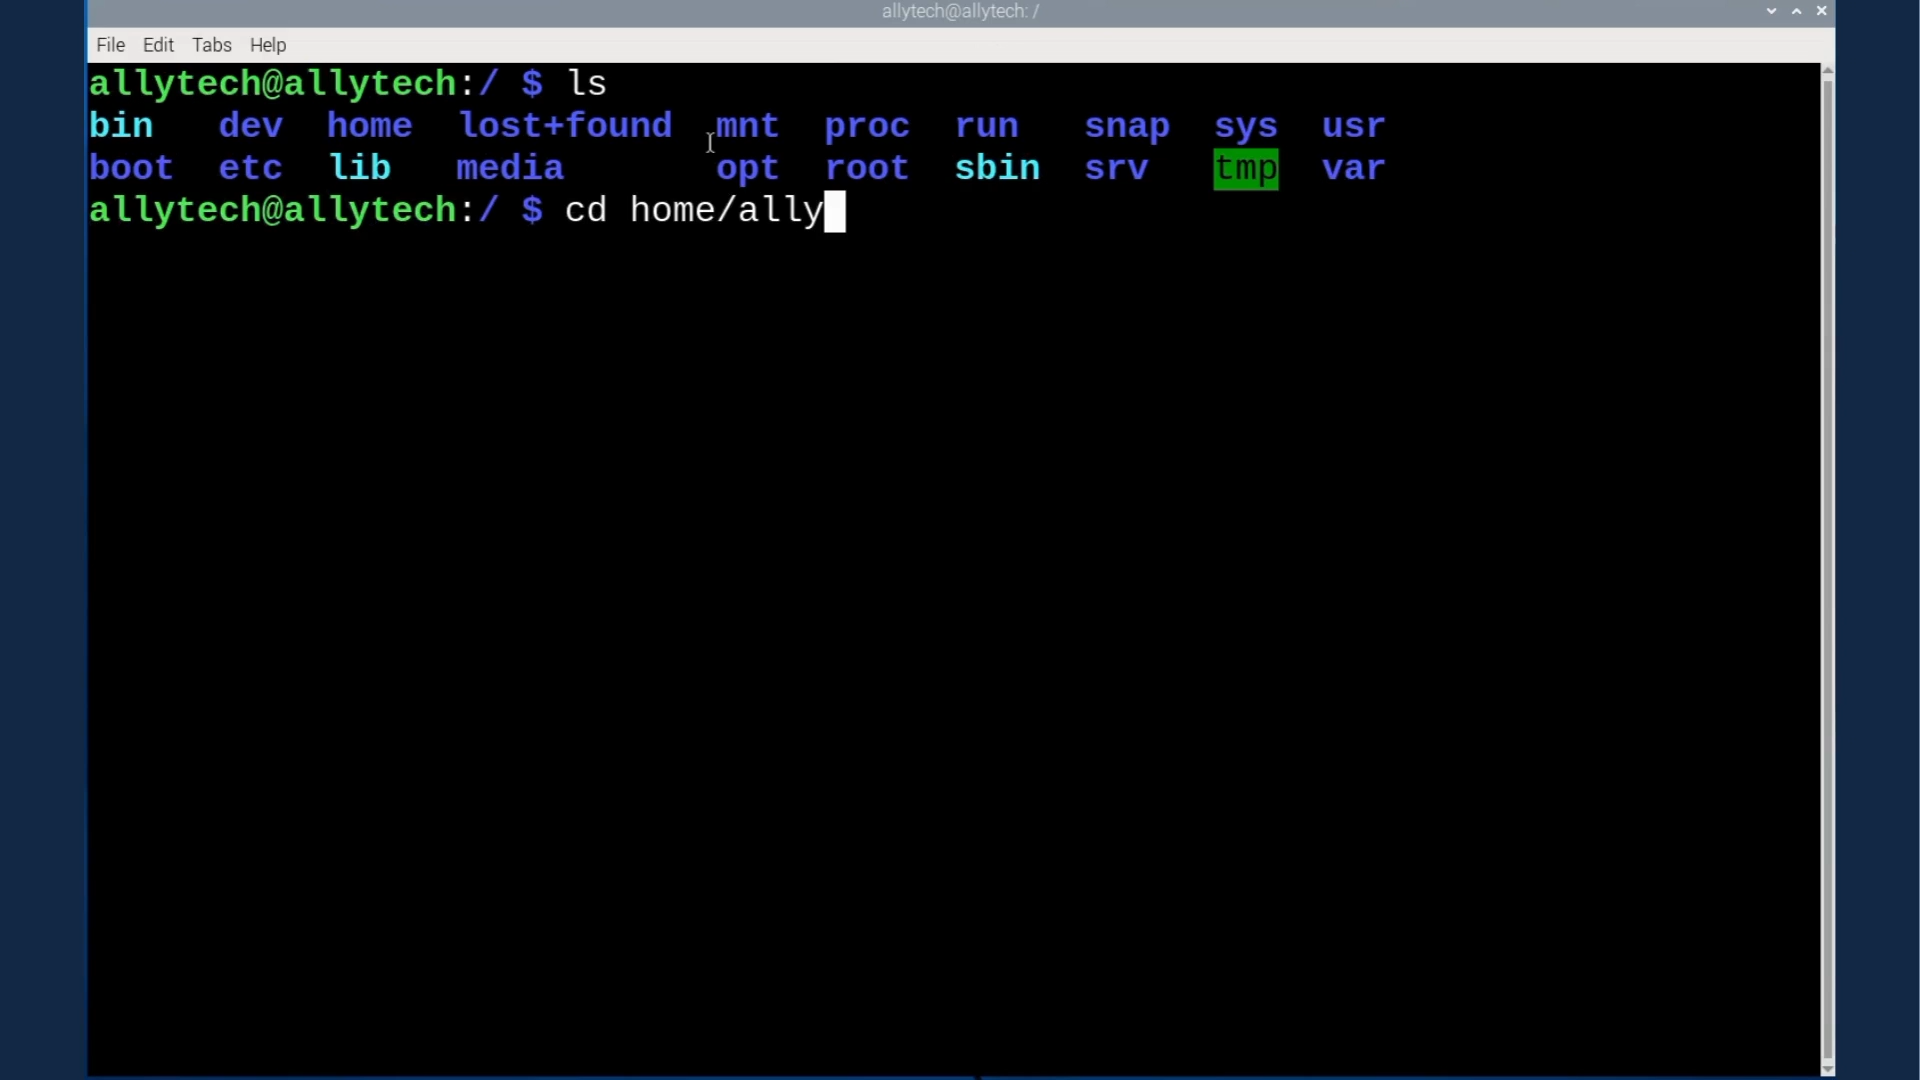 allytech@allytech: /
File Edit Tabs Help
allytech@allytech:/ $ ls
bin dev home lost+found mnt proc run snap sys usr
boot etc lib media opt root sbin srv tmp var
allytech@allytech:/ $ cd home/ally